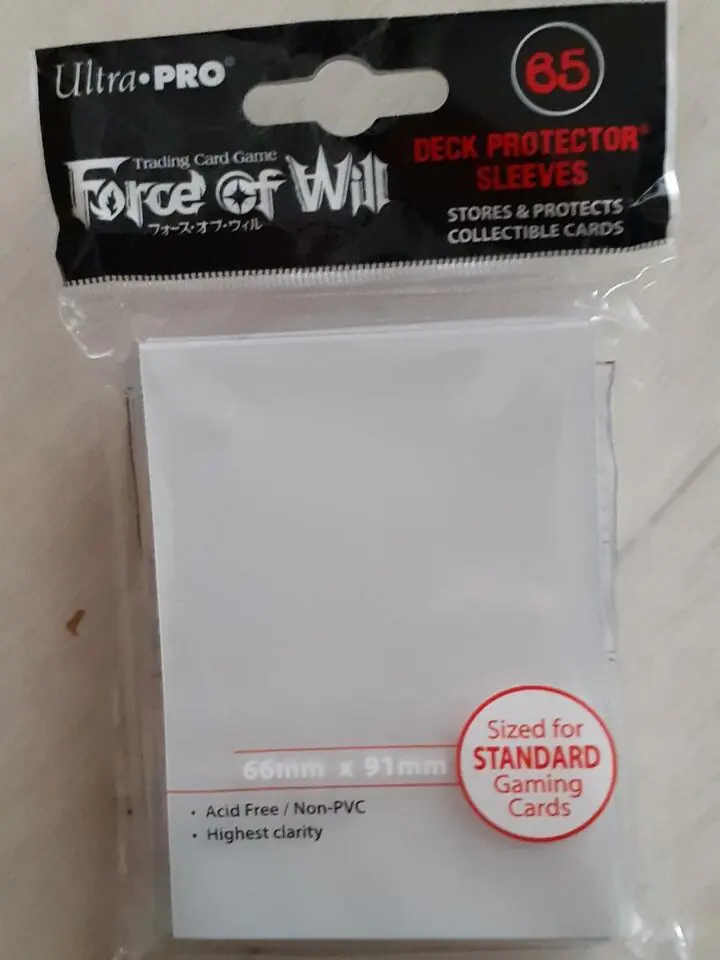 Ultra•PRO®
65
Trading Card Game
Force of Will
フォース・オブ・ウィル
DECK PROTECTOR®
SLEEVES
STORES & PROTECTS
COLLECTIBLE CARDS
66mm x 91mm
• Acid Free / Non-PVC
• Highest clarity
Sized for
STANDARD
Gaming
Cards